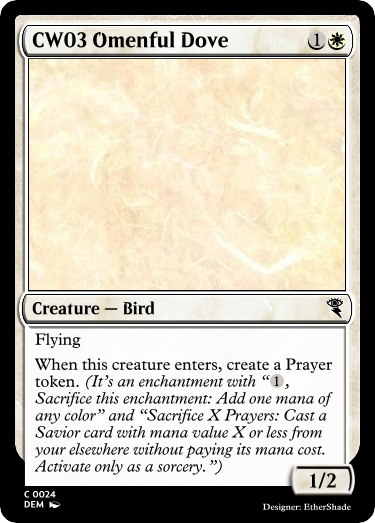 CW03 Omenful Dove 1
Creature — Bird
Flying
When this creature enters, create a Prayer
token. (It's an enchantment with “1,
Sacrifice this enchantment: Add one mana of
any color” and “Sacrifice X Prayers: Cast a
Savior card with mana value X or less from
your elsewhere without paying its mana cost.
Activate only as a sorcery.”)
1/2
C 0024
DEM
Designer: EtherShade